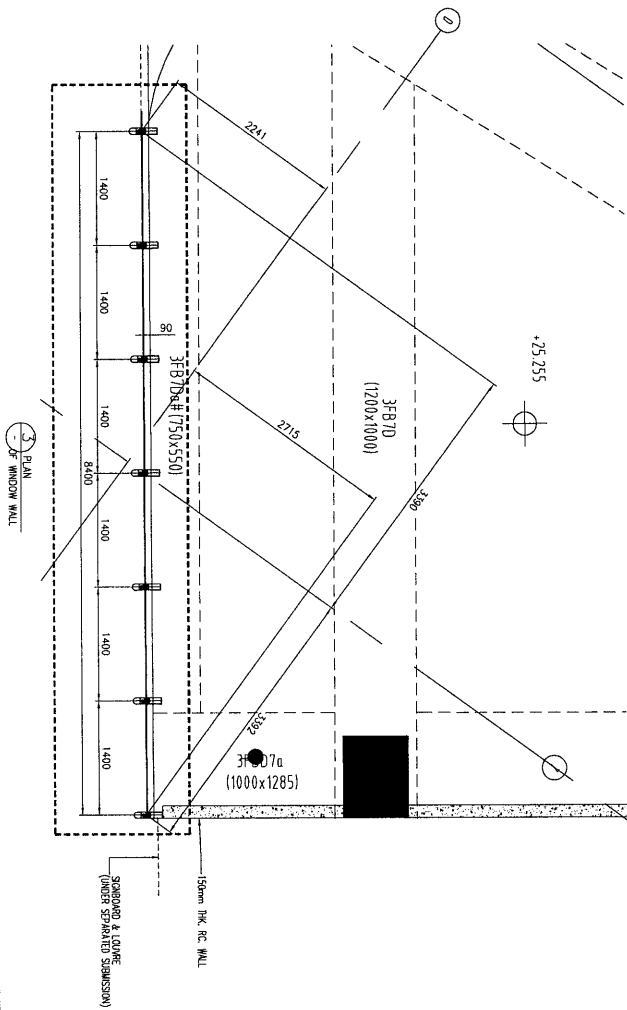 0
2241
1400
1400
1400
1400
1400
1400
8400
90
3FB7Da# (750x550)
3FB7D
(1200x1000)
2715
3390
3392
+25.255
(1000x1285)
150mm THK. RC. WALL
SIGNBOARD & LOUVRE
(UNDER SEPARATED SUBMISSION)
3
-
PLAN
OF WINDOW WALL